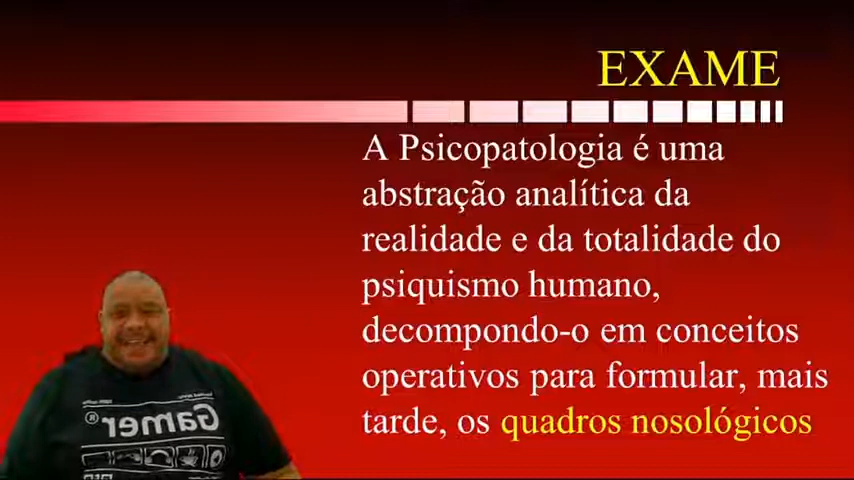 EXAME
A Psicopatologia é uma
abstração analítica da
realidade e da totalidade do
psiquismo humano,
decompondo-o em conceitos
operativos para formular, mais
tarde, os quadros nosológicos
Gamer®